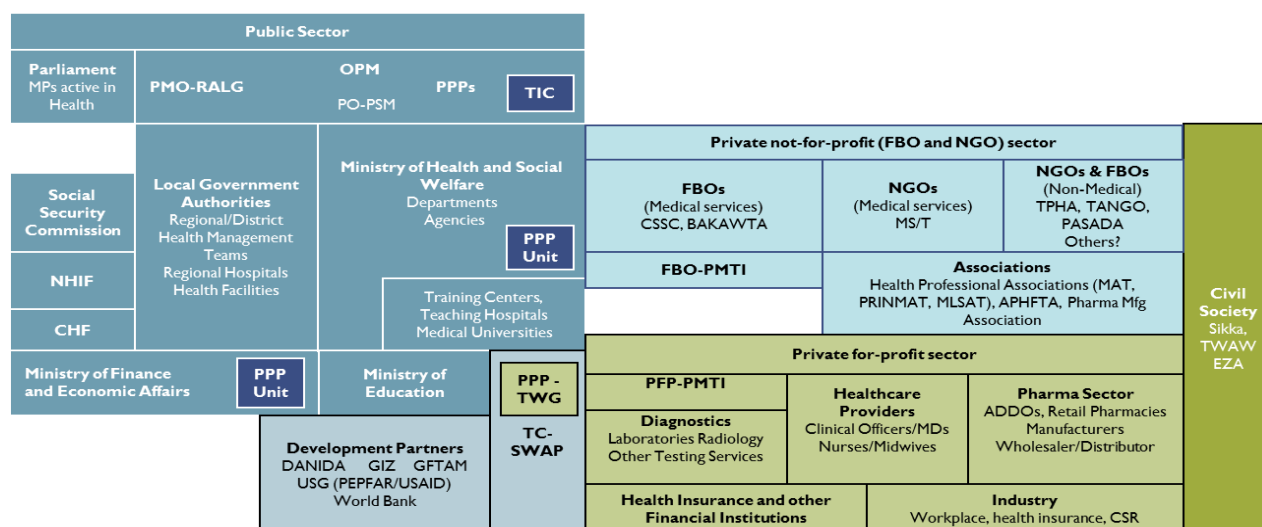 Public Sector
Parliament
MPs active in
Health
PMO-RALG
OPM
PO-PSM
PPPs
TIC
Social
Security
Commission
NHIF
CHF
Local Government
Authorities
Regional/District
Health Management
Teams
Regional Hospitals
Health Facilities
Ministry of Health and Social
Welfare
Departments
Agencies
PPP
Unit
Training Centers,
Teaching Hospitals
Medical Universities
Ministry of Finance
and Economic Affairs
PPP
Unit
Ministry of
Education
PPP -
TWG
TC-
SWAP
Development Partners
DANIDA GIZ GFTAM
USG (PEPFAR/USAID)
World Bank
Private not-for-profit (FBO and NGO) sector
FBOs
(Medical services)
CSSC, BAKAWTA
NGOs
(Medical services)
MS/T
NGOs & FBOs
(Non-Medical)
TPHA, TANGO,
PASADA
Others?
FBO-PMTI
Associations
Health Professional Associations (MAT,
PRINMAT, MLSAT), APHFTA, Pharma Mfg
Association
Private for-profit sector
PFP-PMTI
Diagnostics
Laboratories Radiology
Other Testing Services
Healthcare
Providers
Clinical Officers/MDs
Nurses/Midwives
Pharma Sector
ADDOs, Retail Pharmacies
Manufacturers
Wholesaler/Distributor
Health Insurance and other
Financial Institutions
Industry
Workplace, health insurance, CSR
Civil
Society
Sikka,
TWAW
EZA